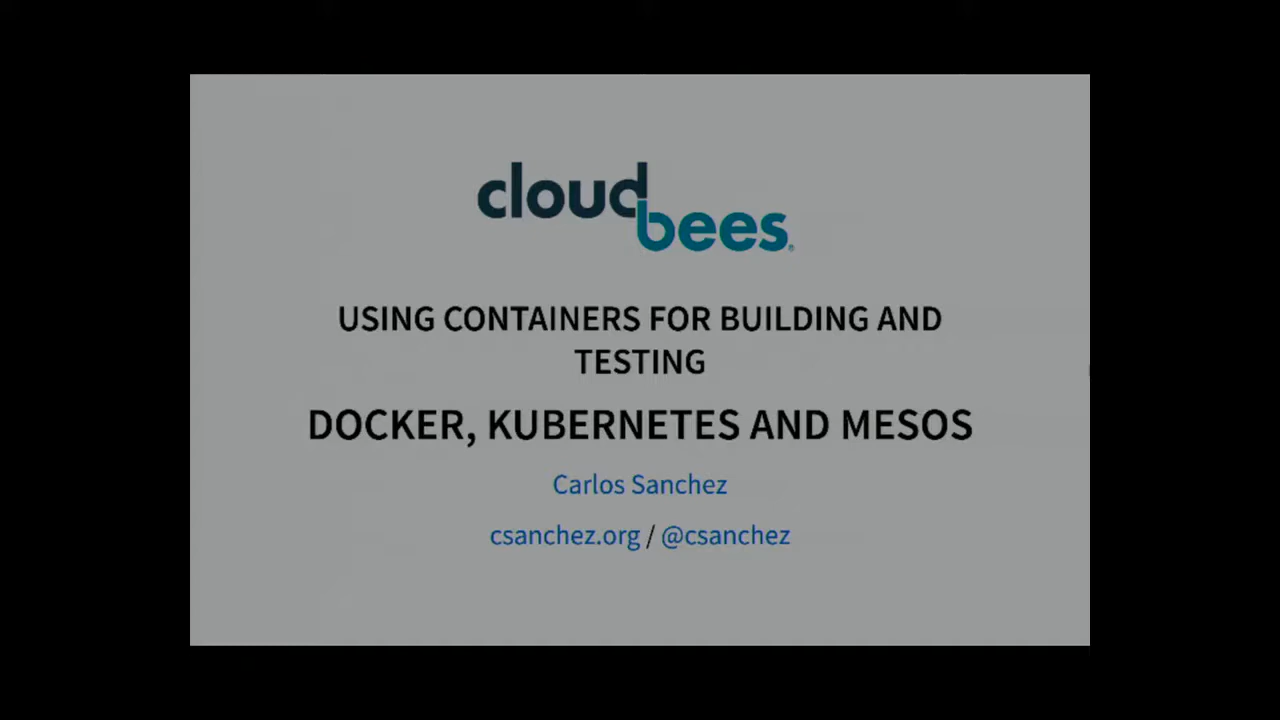 cloudbees
USING CONTAINERS FOR BUILDING AND
TESTING
DOCKER, KUBERNETES AND MESOS
Carlos Sanchez
csanchez.org / @csanchez